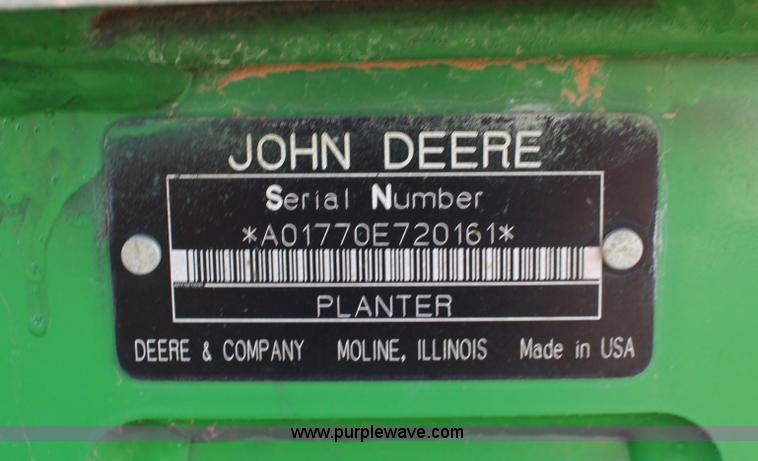 JOHN DEERE
Serial Number
*A01770E720161*
PLANTER
DEERE & COMPANY MOLINE, ILLINOIS Made in USA
www.purplewave.com